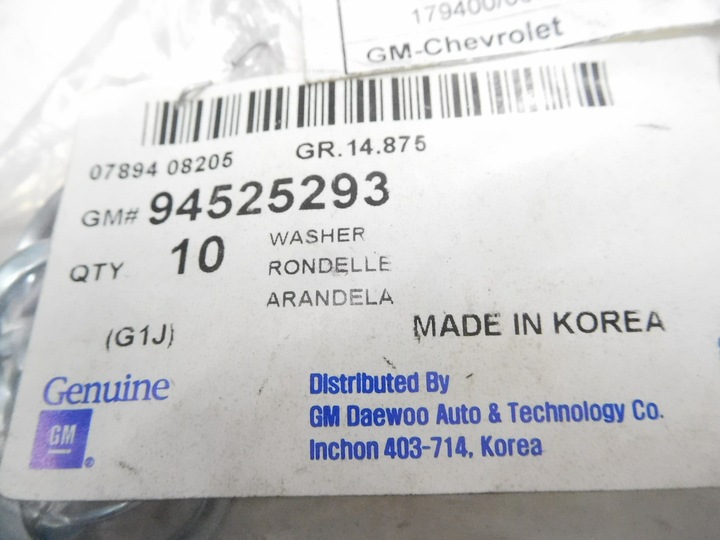 GM-Chevrolet
07894 08205 GR.14.875
GM# 94525293
QTY 10 WASHER
RONDELLE
ARANDELA
(G1J) MADE IN KOREA
Genuine
GM
Distributed By
GM Daewoo Auto & Technology Co.
Inchon 403-714, Korea